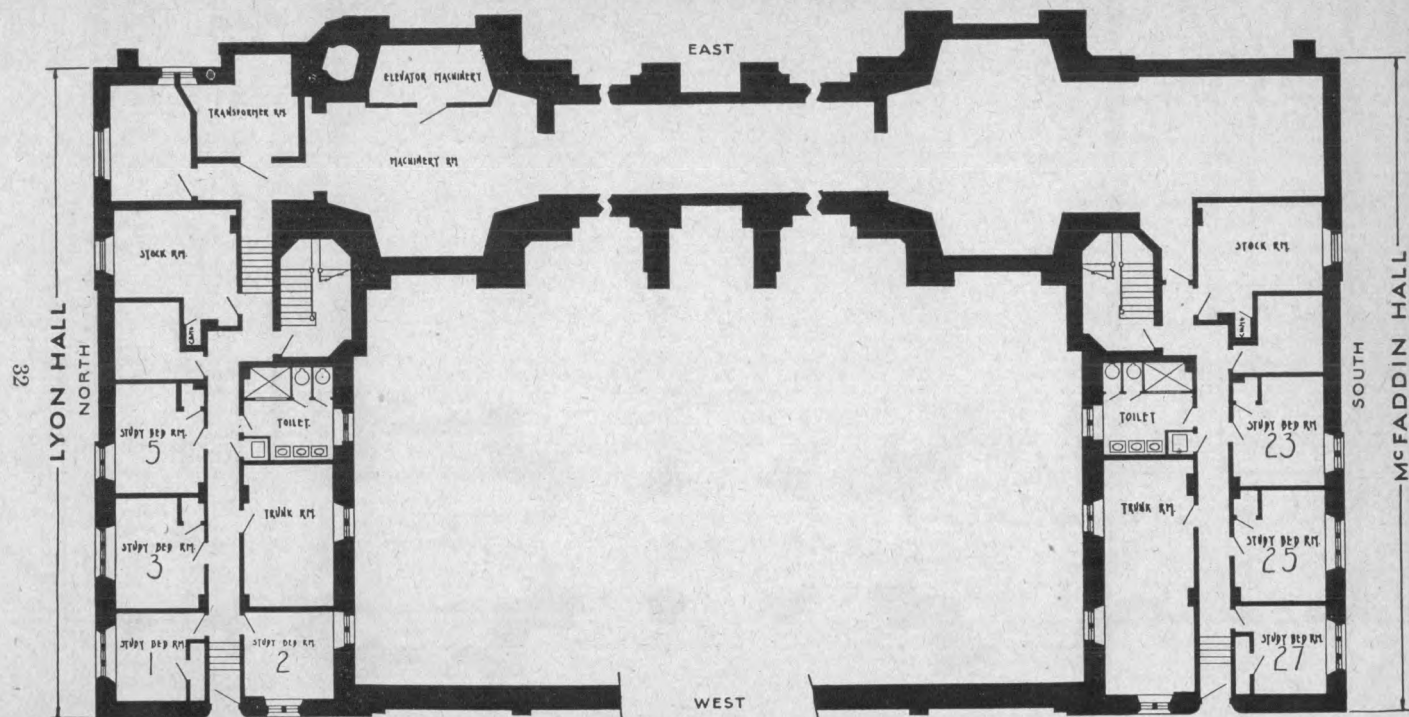 EAST
ELEVATOR MACHINERY
TRANSFORMER RM.
MACHINERY RM
STOCK RM.
STOCK RM.
LYON HALL
NORTH
32
SOUTH
McFADDIN HALL
TOILET.
TOILET
STUDY BED RM.
5
STUDY BED RM.
23
TRUNK RM.
TRUNK RM.
STUDY BED RM.
3
STUDY BED RM.
25
STUDY BED RM.
1
STUDY BED RM
2
STUDY BED RM.
27
WEST